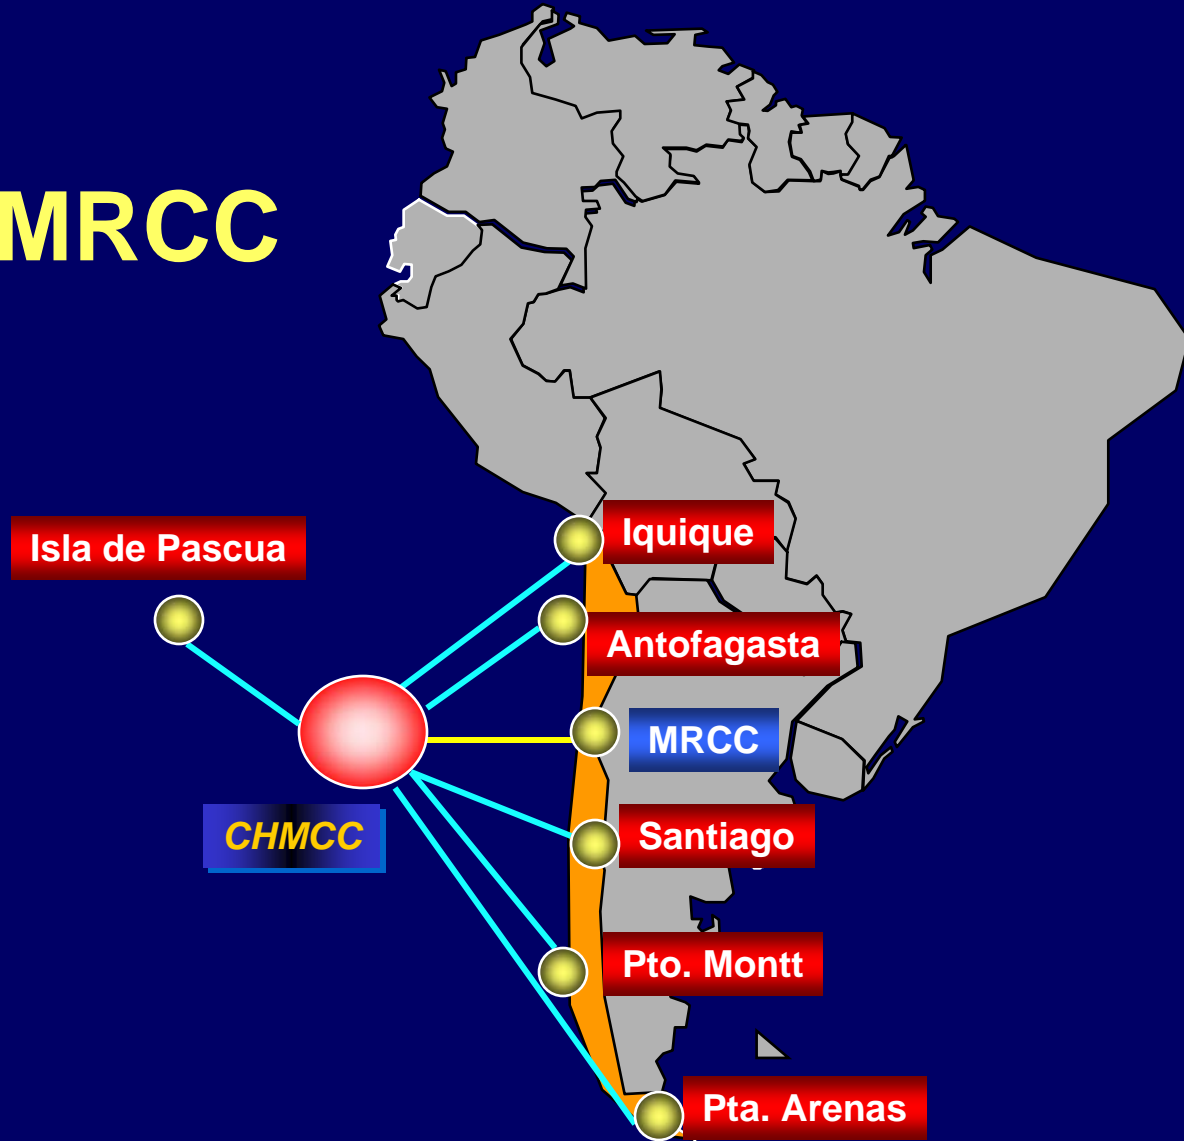 MRCC
Iquique
Isla de Pascua
Antofagasta
MRCC
CHMCC
Santiago
Pto. Montt
Pta. Arenas